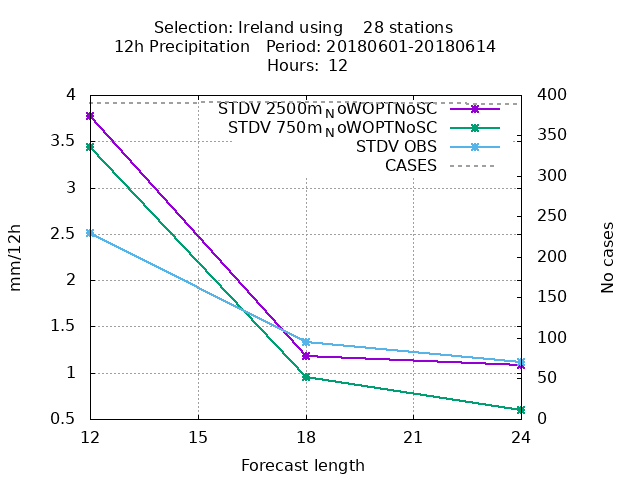 Selection: Ireland using    28 stations
12h Precipitation   Period: 20180601-20180614
Hours: 12
4
3.5
3
2.5
2
1.5
1
0.5
mm/12h
STDV 2500m_NoWOPTNoSC
STDV 750m_NoWOPTNoSC
STDV OBS
CASES
400
350
300
250
200
150
100
50
0
No cases
12 15 18 21 24
Forecast length